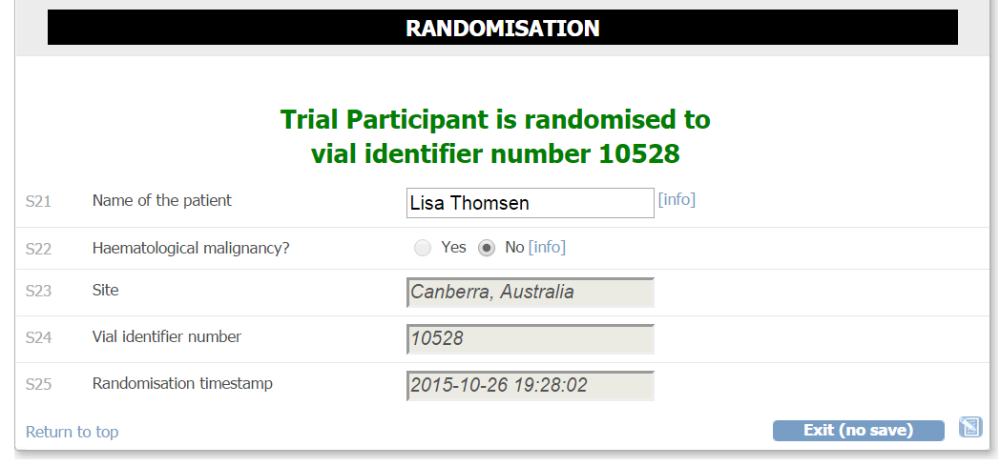 RANDOMISATION
Trial Participant is randomised to
vial identifier number 10528
S21 Name of the patient Lisa Thomsen [info]
S22 Haematological malignancy? Yes No [info]
S23 Site Canberra, Australia
S24 Vial identifier number 10528
S25 Randomisation timestamp 2015-10-26 19:28:02
Return to top Exit (no save)